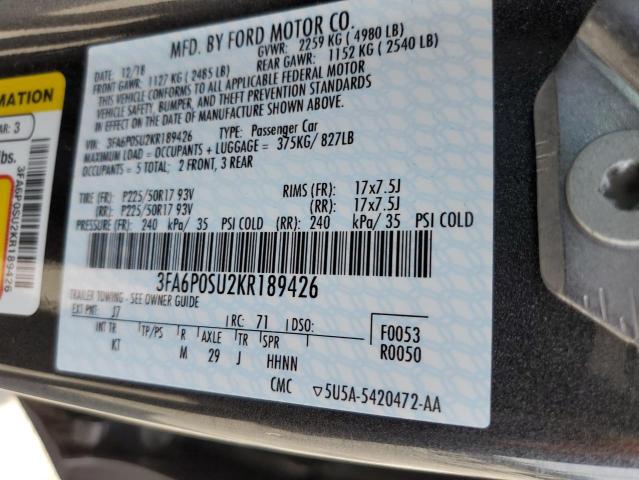 MFD. BY FORD MOTOR CO.
DATE: 12/18 GVWR: 2259 KG ( 4980 LB)
FRONT GAWR: 1127 KG ( 2485 LB) REAR GAWR: 1152 KG ( 2540 LB)
THIS VEHICLE CONFORMS TO ALL APPLICABLE FEDERAL MOTOR
VEHICLE SAFETY, BUMPER, AND THEFT PREVENTION STANDARDS
IN EFFECT ON THE DATE OF MANUFACTURE SHOWN ABOVE.
VIN: 3FA6P0SU2KR189426 TYPE: Passenger Car
MAXIMUM LOAD = OCCUPANTS + LUGGAGE = 375KG/ 827LB
OCCUPANTS = 5 TOTAL; 2 FRONT, 3 REAR
TIRE (FR): P225/50R17 93V RIMS (FR): 17x7.5J
(RR): P225/50R17 93V (RR): 17x7.5J
PRESSURE (FR): 240 kPa/ 35 PSI COLD (RR): 240 kPa/ 35 PSI COLD
3FA6P0SU2KR189426
TRAILER TOWING - SEE OWNER GUIDE
EXT PNT: J7 RC: 71 DSO:
INT TR TP/PS R AXLE TR SPR
KT M 29 J HHNN
F0053
R0050
CMC ▽5U5A-5420472-AA
MATION
AR: 3
lbs.
3FA6P0SU2KR189426